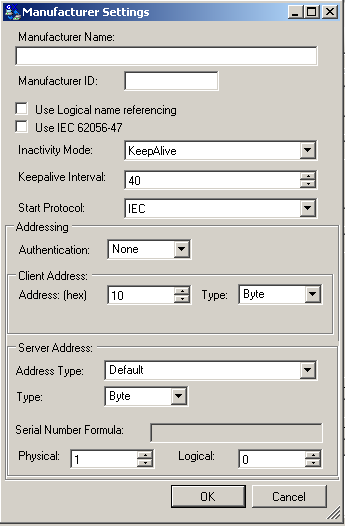 Manufacturer Settings
Manufacturer Name:
Manufacturer ID:
Use Logical name referencing
Use IEC 62056-47
Inactivity Mode: KeepAlive
Keepalive Interval: 40
Start Protocol: IEC
Addressing
Authentication: None
Client Address:
Address: (hex) 10 Type: Byte
Server Address:
Address Type: Default
Type: Byte
Serial Number Formula:
Physical: 1 Logical: 0
OK Cancel